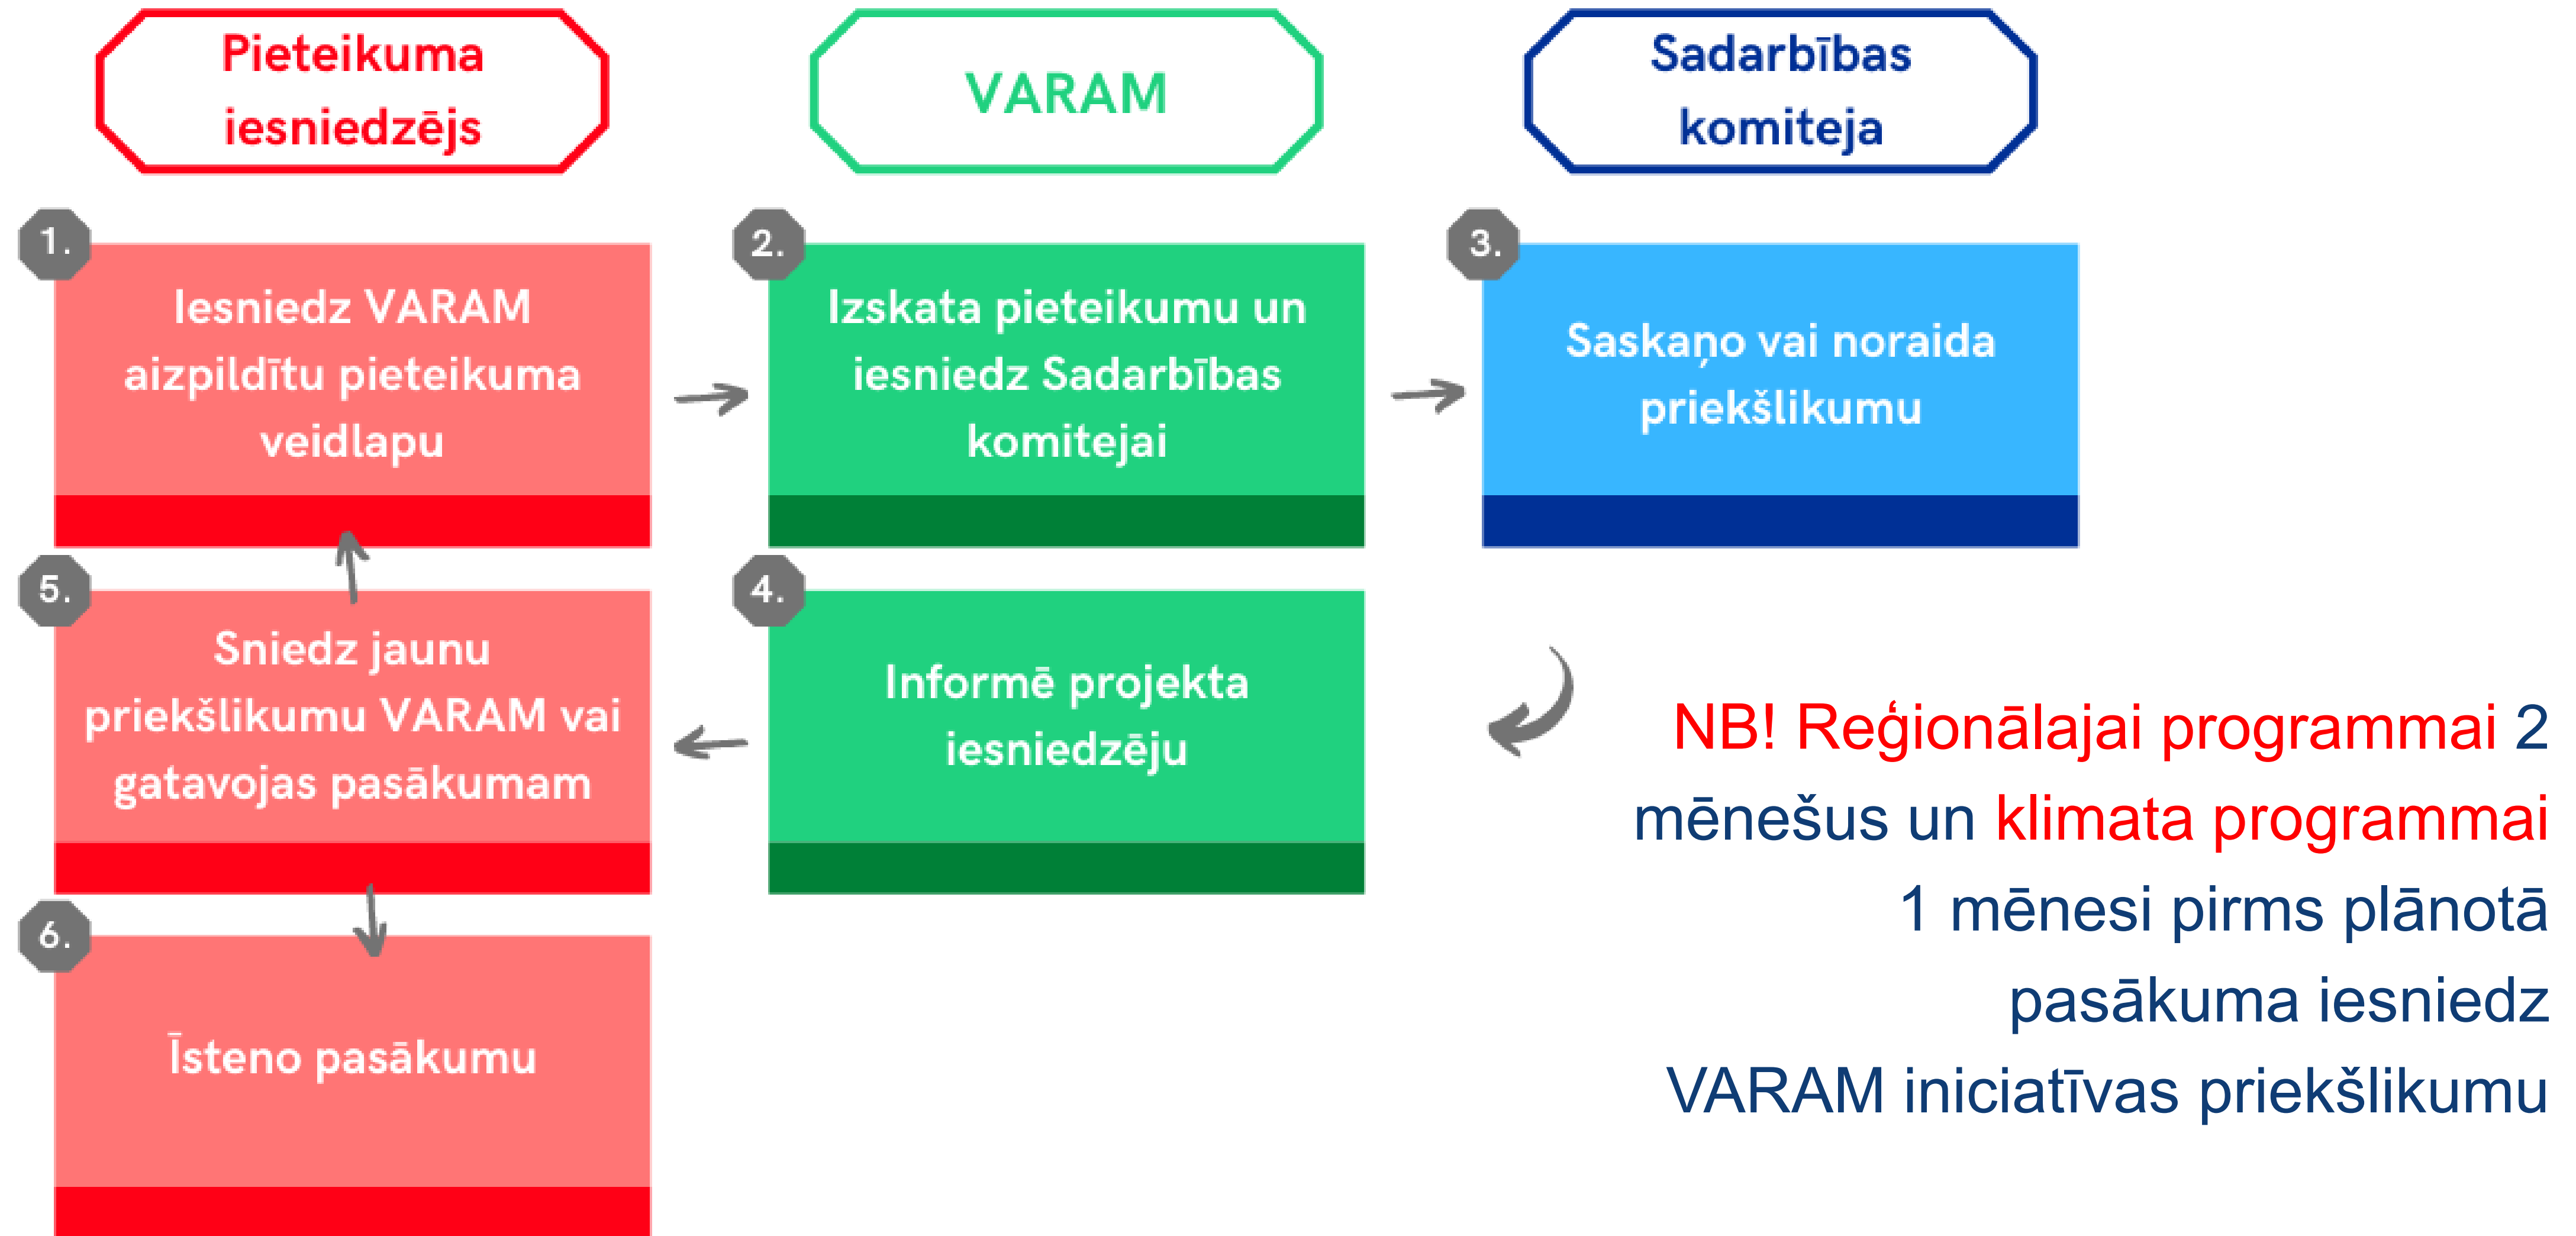 Pieteikuma
iesniedzējs
VARAM
Sadarbības
komiteja
1.
Iesniedz VARAM
aizpildītu pieteikuma
veidlapu
2.
Izskata pieteikumu un
iesniedz Sadarbības
komitejai
3.
Saskaņo vai noraida
priekšlikumu
4.
Informē projekta
iesniedzēju
5.
Sniedz jaunu
priekšlikumu VARAM vai
gatavojas pasākumam
6.
Īsteno pasākumu
NB! Reģionālajai programmai 2
mēnešus un klimata programmai
1 mēnesi pirms plānotā
pasākuma iesniedz
VARAM iniciatīvas priekšlikumu